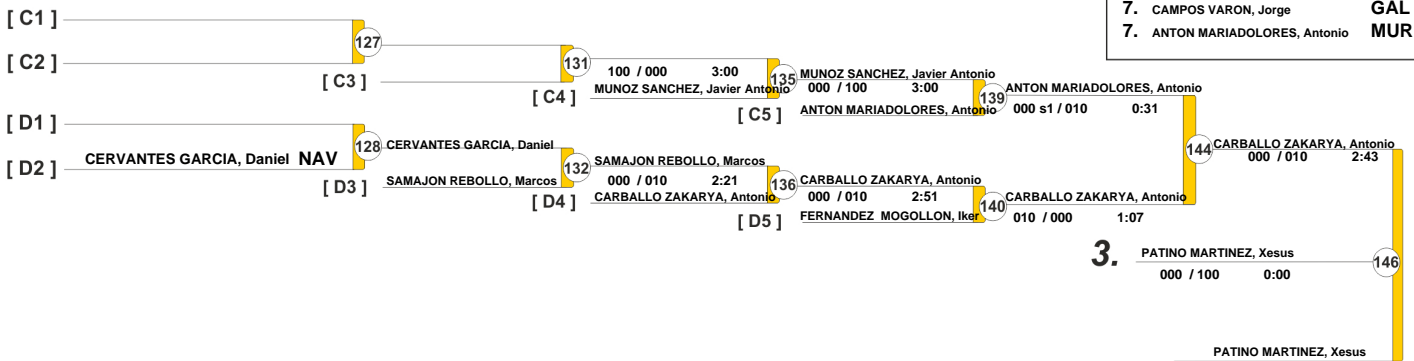 7. CAMPOS VARON, Jorge GAL
7. ANTON MARIADOLORES, Antonio MUR
[ C1 ]
127
[ C2 ]
[ C3 ]
131
[ C4 ]
100 / 000 3:00
MUNOZ SANCHEZ, Javier Antonio
135
[ C5 ]
MUNOZ SANCHEZ, Javier Antonio
000 / 100 3:00
ANTON MARIADOLORES, Antonio
139
ANTON MARIADOLORES, Antonio
000 s1 / 010 0:31
[ D1 ]
128
CERVANTES GARCIA, Daniel NAV
[ D2 ]
CERVANTES GARCIA, Daniel
[ D3 ]
SAMAJON REBOLLO, Marcos
132
[ D4 ]
SAMAJON REBOLLO, Marcos
000 / 010 2:21
CARBALLO ZAKARYA, Antonio
136
[ D5 ]
CARBALLO ZAKARYA, Antonio
000 / 010 2:51
FERNANDEZ MOGOLLON, Iker
140
CARBALLO ZAKARYA, Antonio
010 / 000 1:07
144
CARBALLO ZAKARYA, Antonio
000 / 010 2:43
3.
PATINO MARTINEZ, Xesus
000 / 100 0:00
146
PATINO MARTINEZ, Xesus